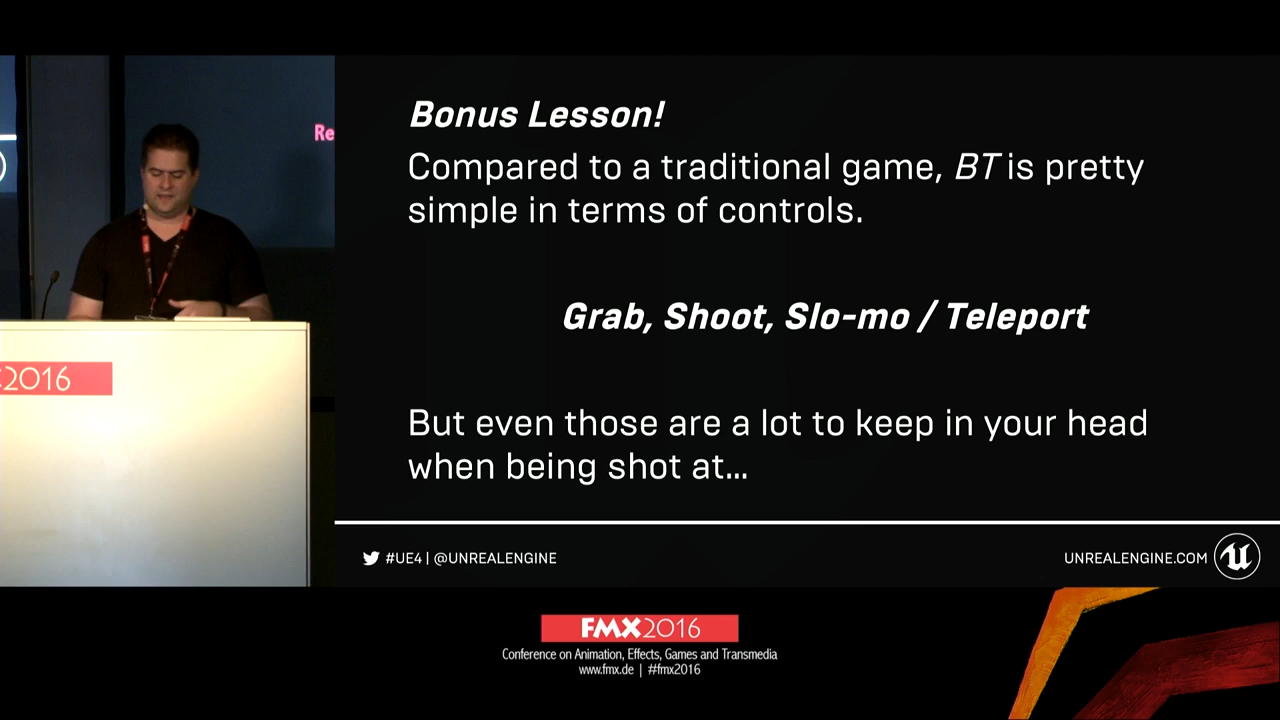 Re
2016
Bonus Lesson!
Compared to a traditional game, BT is pretty
simple in terms of controls.
Grab, Shoot, Slo-mo / Teleport
But even those are a lot to keep in your head
when being shot at...
#UE4 | @UNREALENGINE
UNREALENGINE.COM
FMX2016
Conference on Animation, Effects, Games and Transmedia
www.fmx.de | #fmx2016